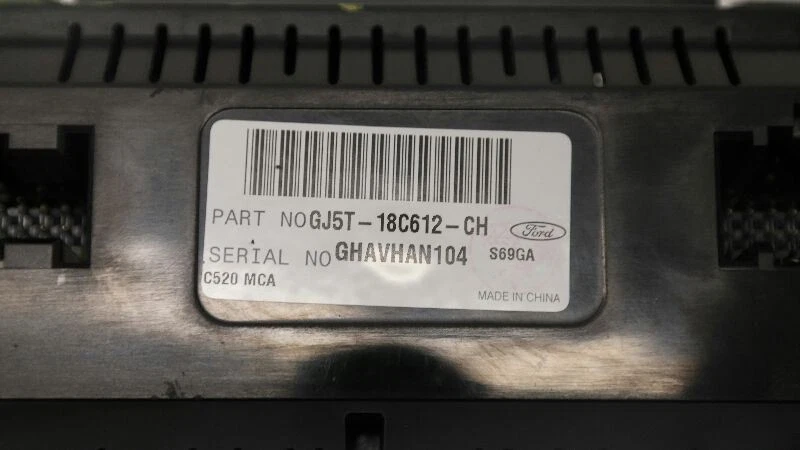 PART NO GJ5T-18C612-CH Ford
SERIAL NO GHAVHAN104 S69GA
C520 MCA
MADE IN CHINA